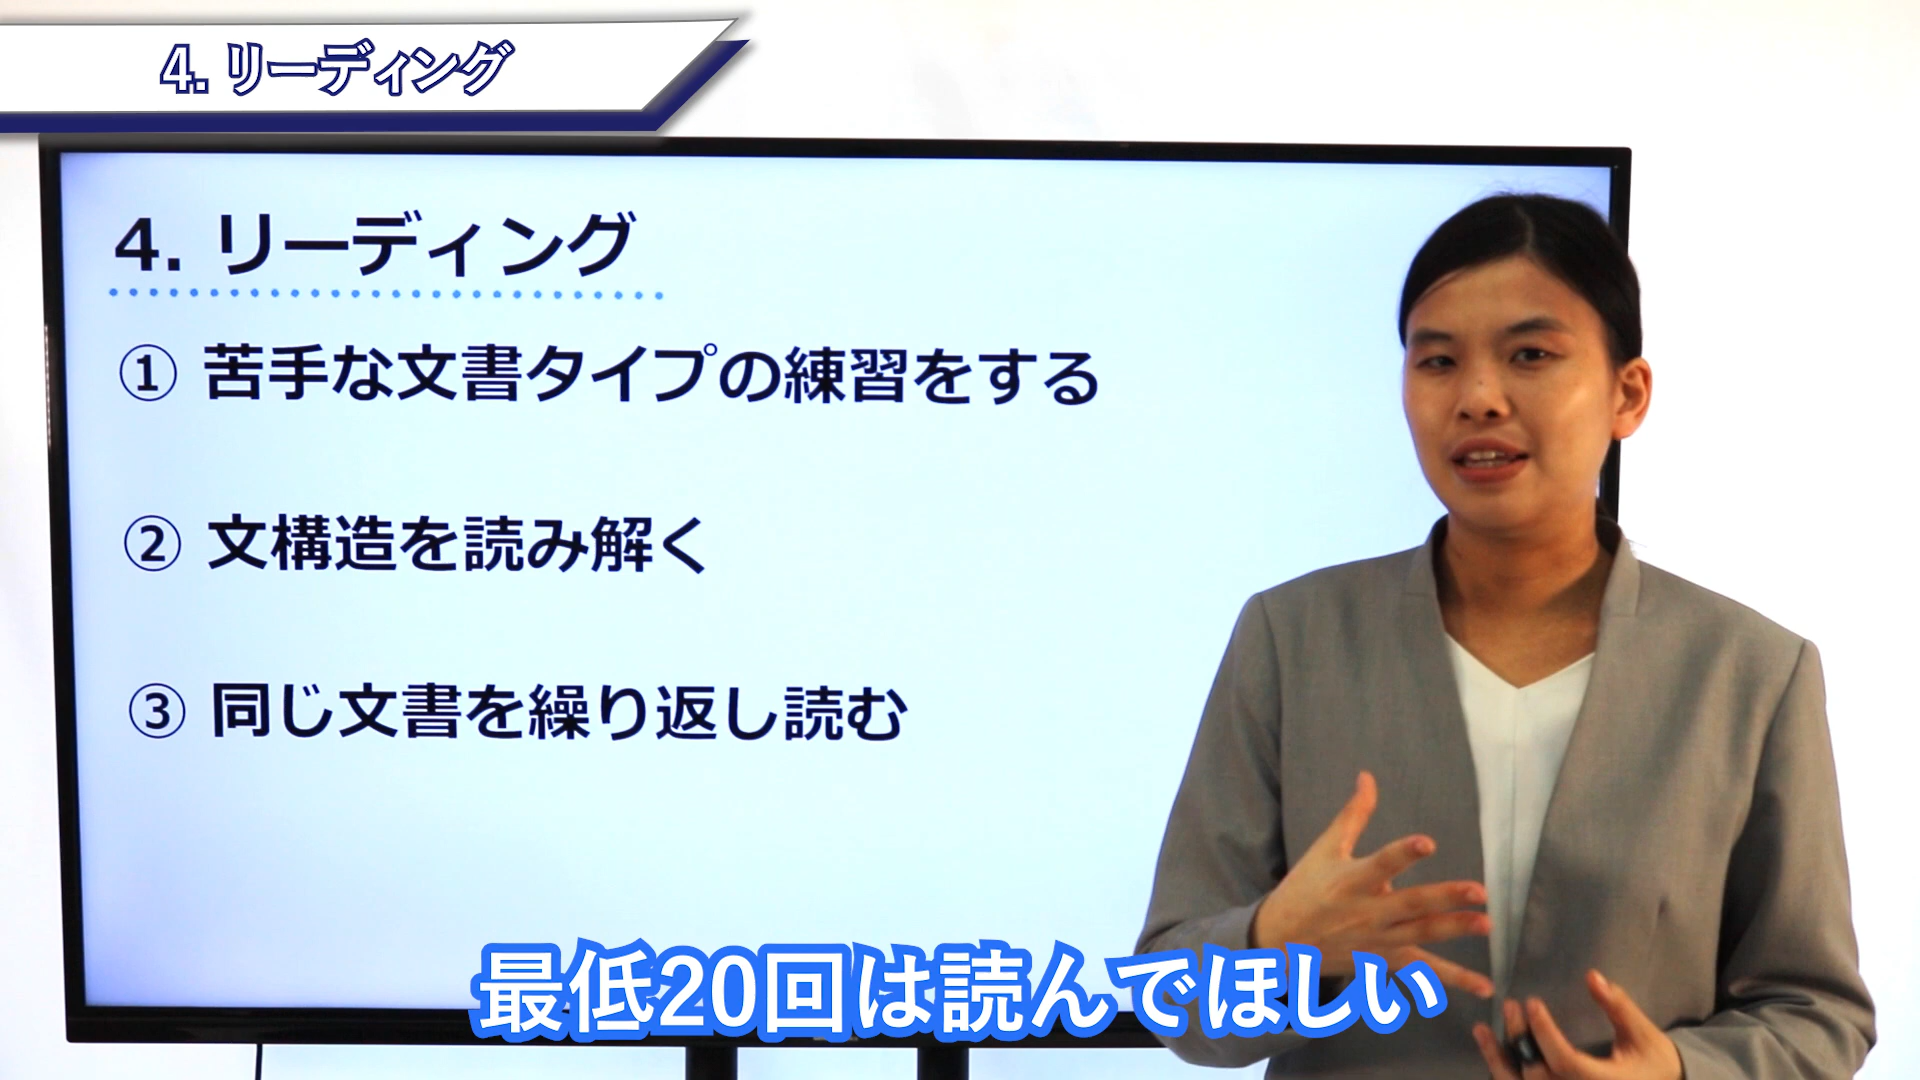 4. リーディング
4. リーディング
① 苦手な文書タイプの練習をする
② 文構造を読み解く
③ 同じ文書を繰り返し読む
最低20回は読んでほしい